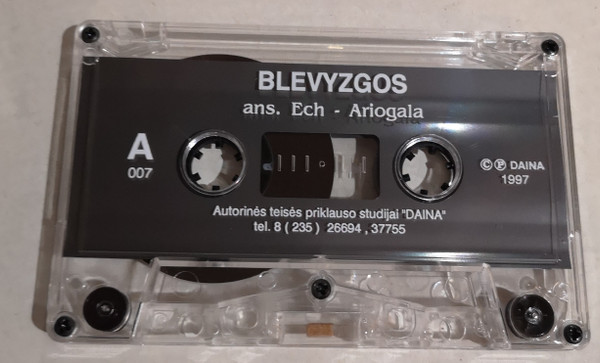 BLEVYZGOS
ans. Ech - Ariogala
A
007
© ℗ DAINA
1997
Autorinės teisės priklauso studijai "DAINA"
tel. 8 ( 235 ) 26694 , 37755